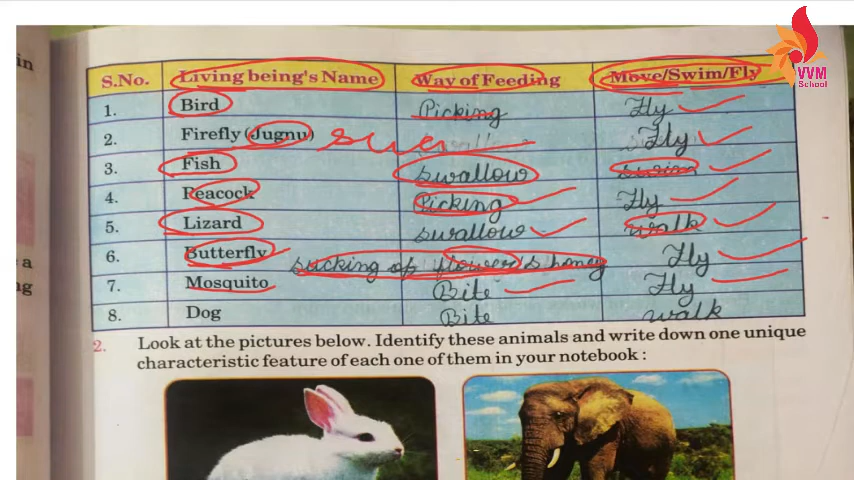 in
VVM
School
S.No. Living being's Name Way of Feeding Move/Swim/Fly
1. Bird Picking Fly
2. Firefly (Jugnu) Fly
3. Fish swallow swim
4. Peacock Picking Fly
5. Lizard swallow walk
6. Butterfly sucking of flower's honey Fly
7. Mosquito Bite Fly
8. Dog Bite walk
a
ng
2. Look at the pictures below. Identify these animals and write down one unique
characteristic feature of each one of them in your notebook :